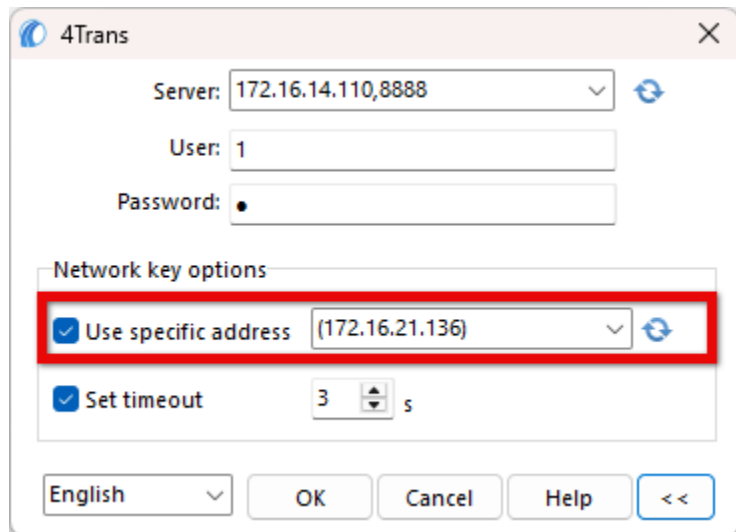 4Trans
Server: 172.16.14.110,8888
User: 1
Password: ●
Network key options
Use specific address (172.16.21.136)
Set timeout 3 s
English OK Cancel Help <<